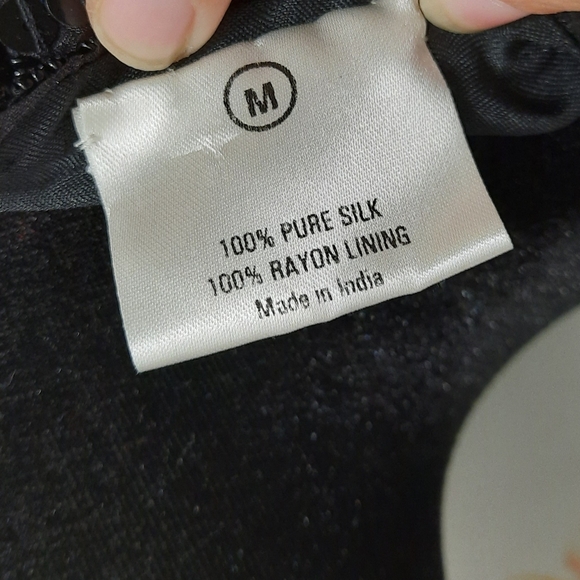 M
100% PURE SILK
100% RAYON LINING
Made in India